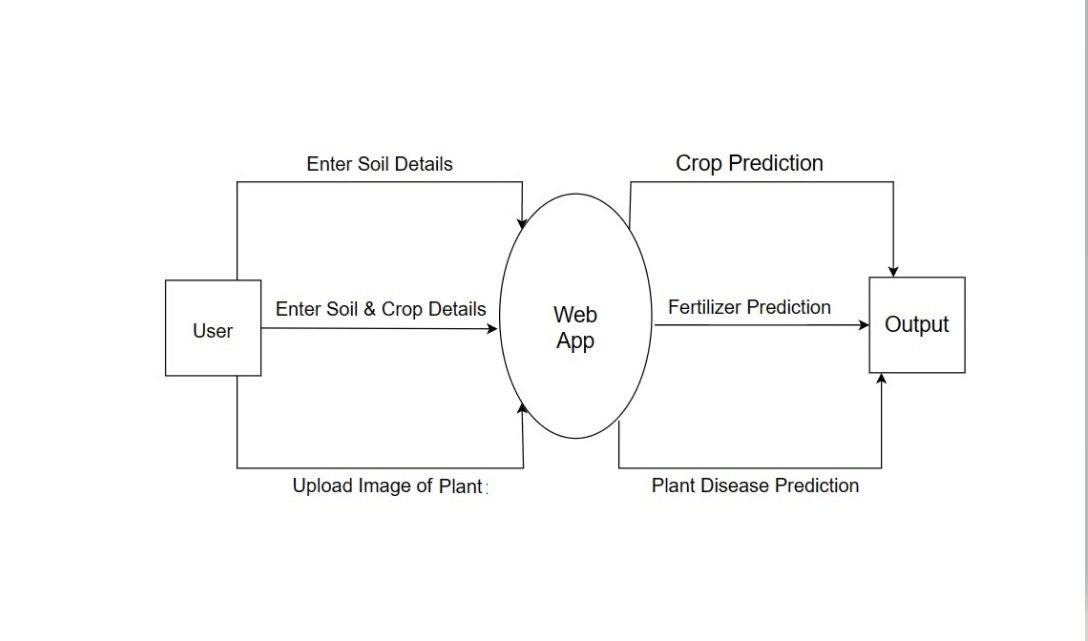 Enter Soil Details
Crop Prediction
Enter Soil & Crop Details
Fertilizer Prediction
User
Web
App
Output
Upload Image of Plant:
Plant Disease Prediction